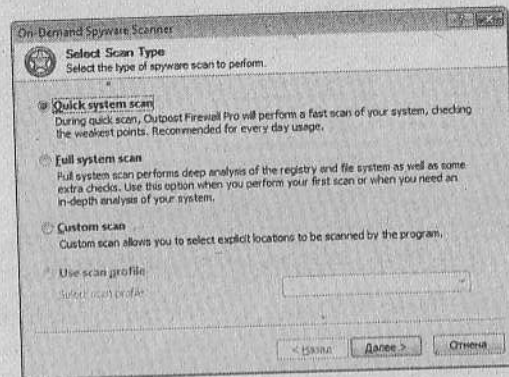 On-Demand Spyware Scanner
Select Scan Type
Select the type of spyware scan to perform.
Quick system scan
During quick scan, Outpost Firewall Pro will perform a fast scan of your system, checking
the weakest points. Recommended for every day usage.
Full system scan
Full system scan performs deep analysis of the registry and file system as well as some
extra checks. Use this option when you perform your first scan or when you need an
in-depth analysis of your system.
Custom scan
Custom scan allows you to select explicit locations to be scanned by the program.
Use scan profile
Select scan profile
< Назад
Далее >
Отмена